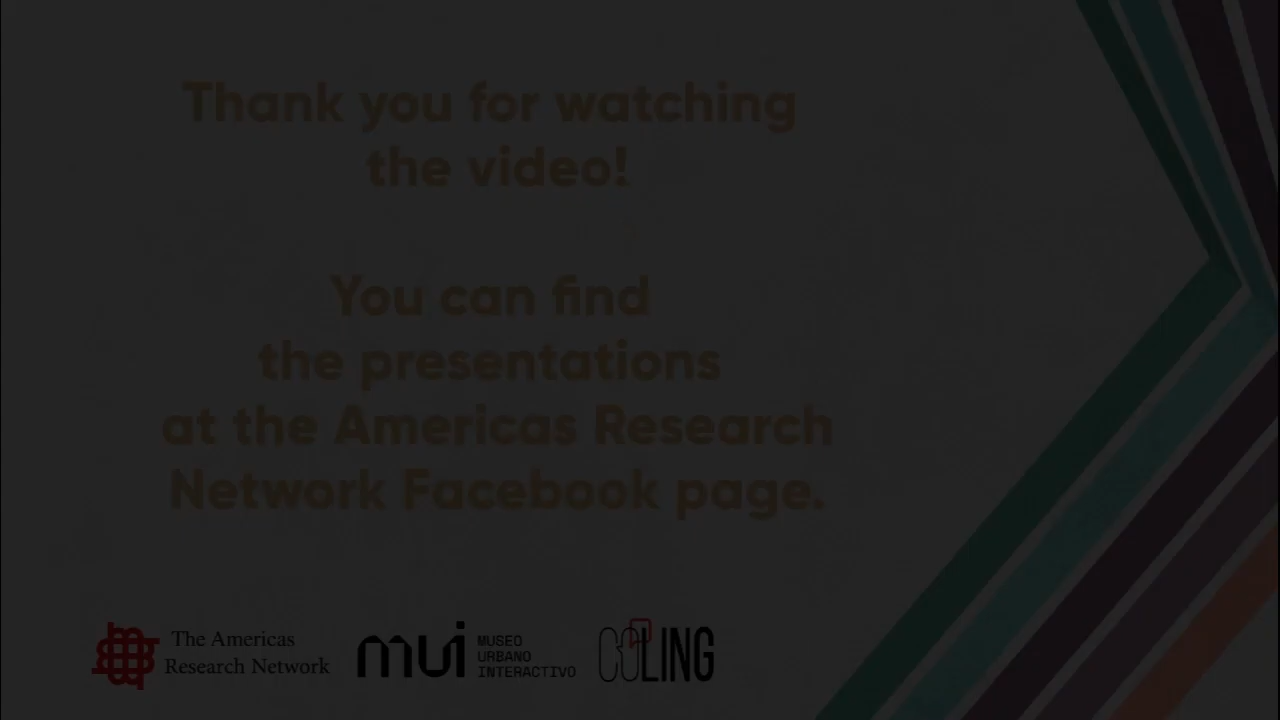 Thank you for watching
the video!
You can find
the presentations
at the Americas Research
Network Facebook page.
The Americas
Research Network
mui
MUSEO
URBANO
INTERACTIVO
COLING